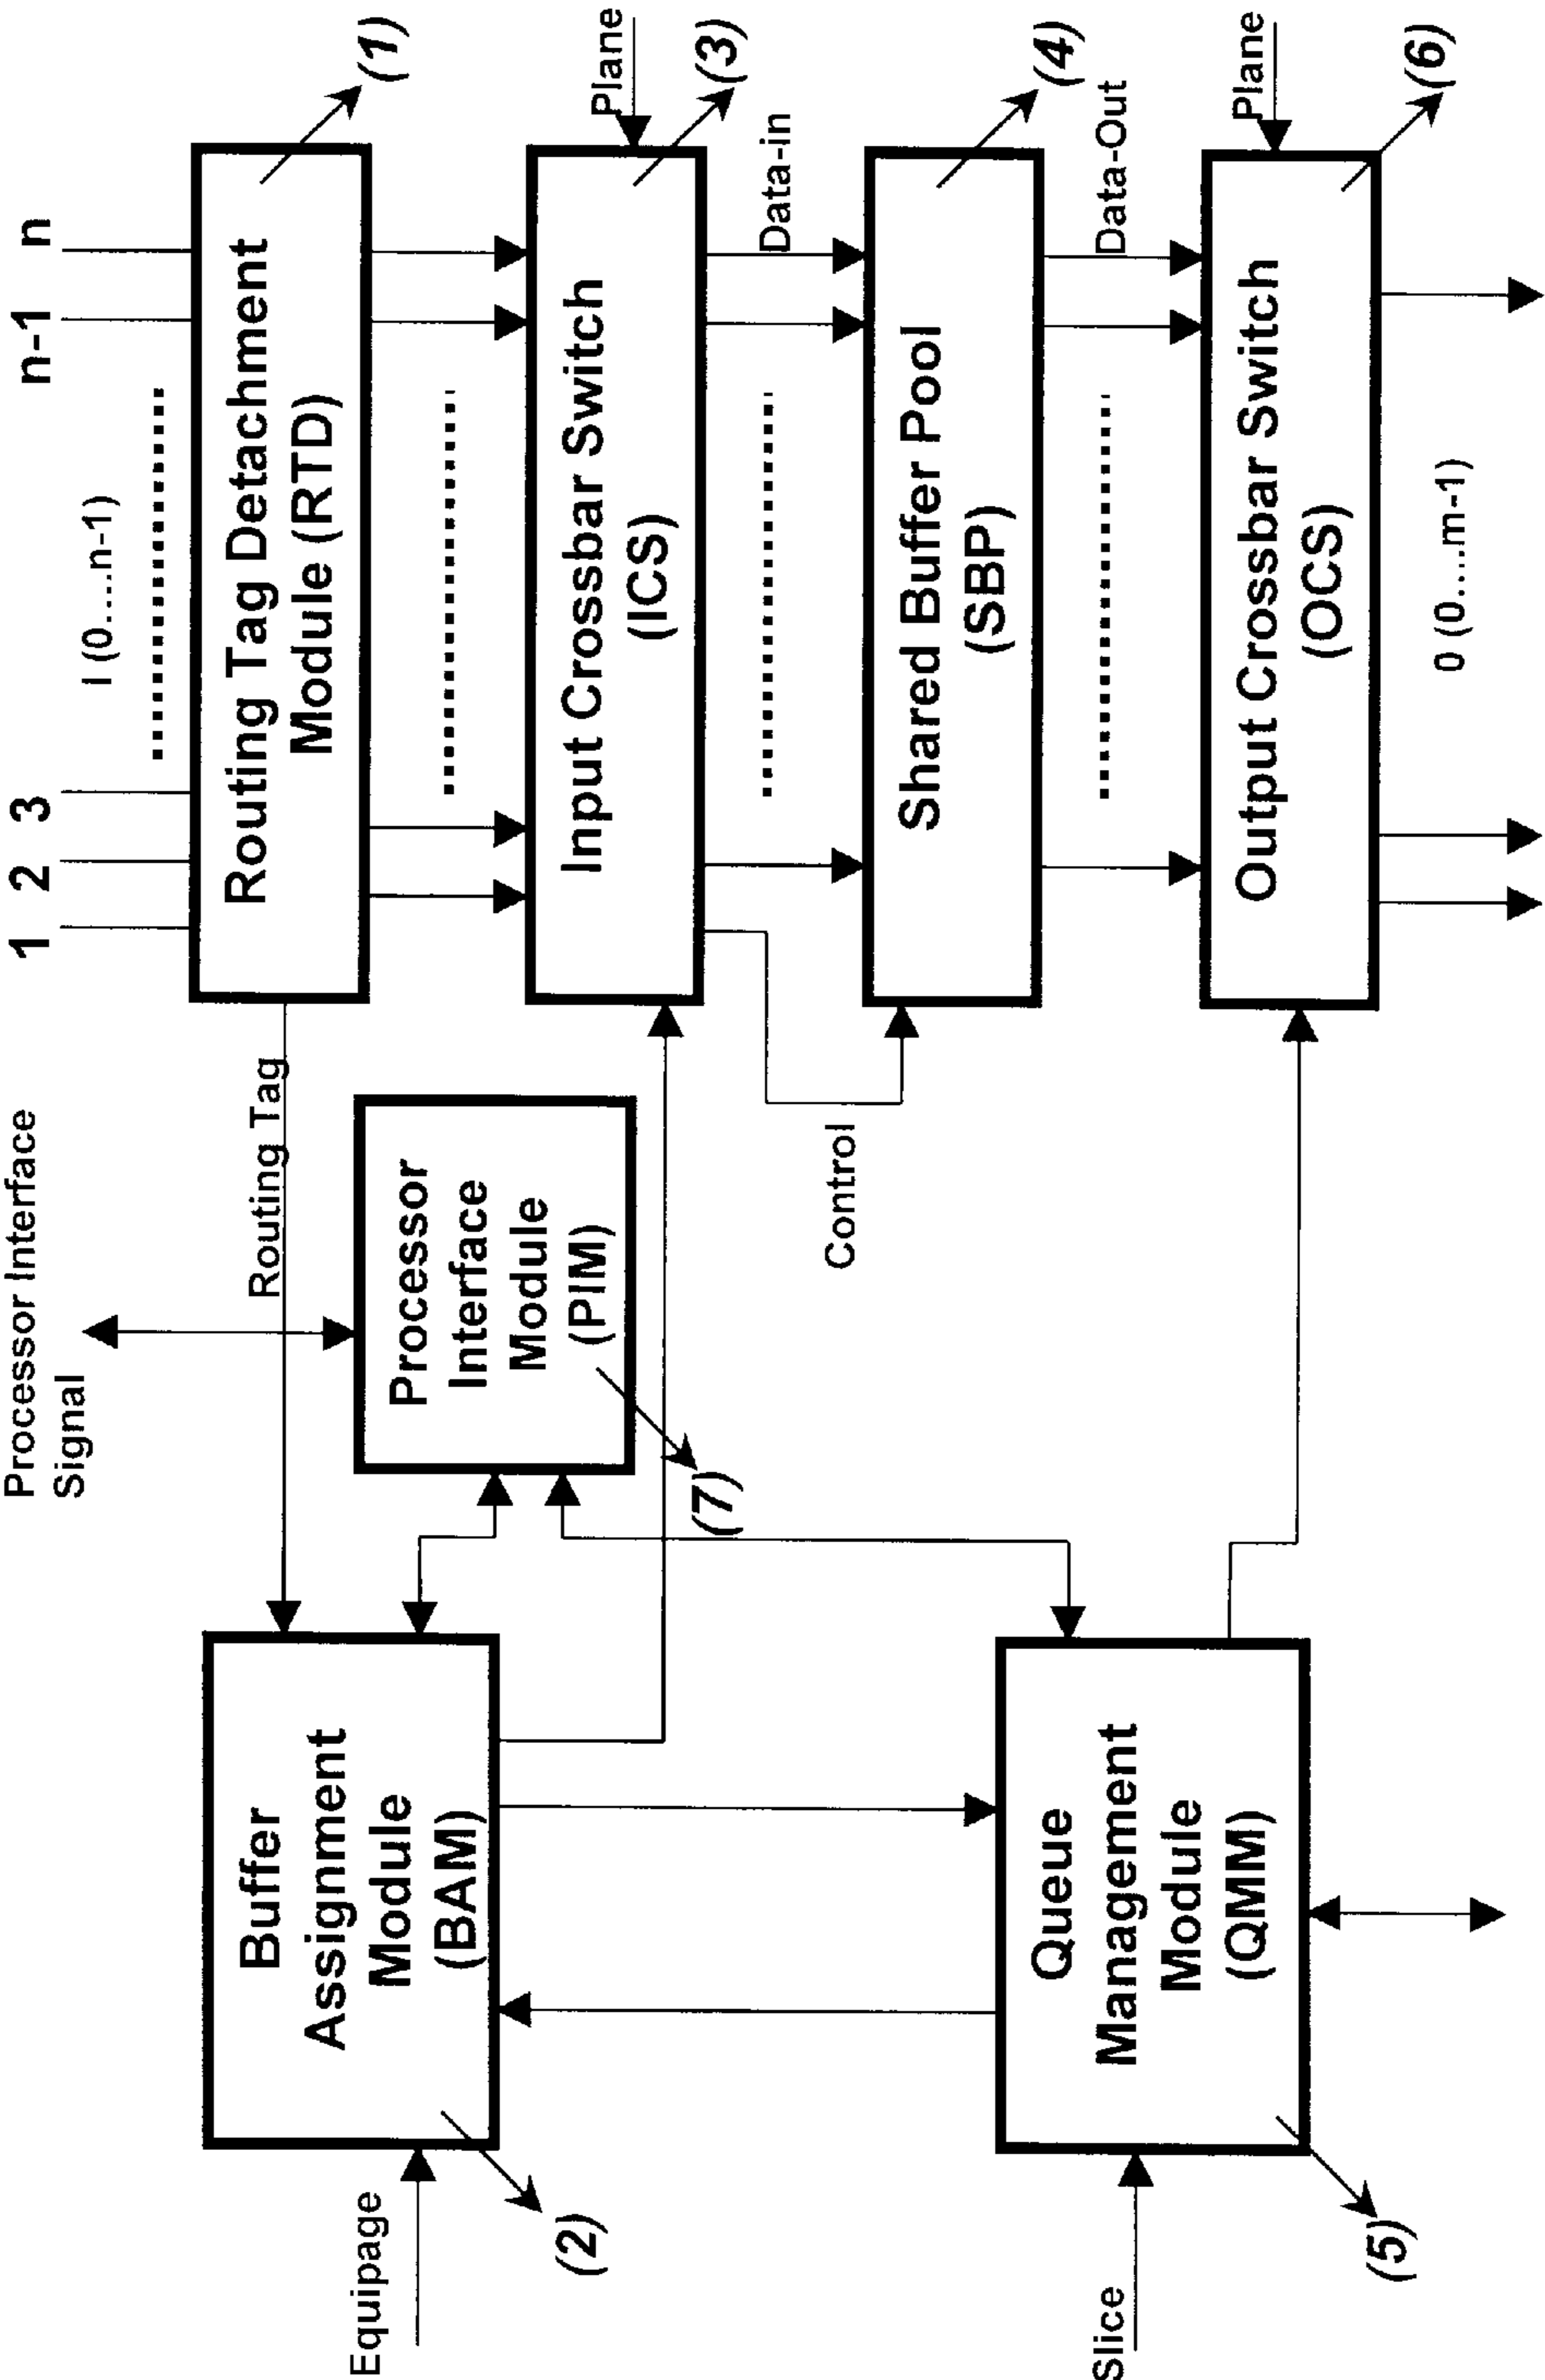 Processor Interface
Signal
1 2 3 n-1 n
I (0....n-1)
Routing Tag Detachment
Module (RTD)
(1)
Routing Tag
Equipage
Buffer
Assignment
Module
(BAM)
(2)
Processor
Interface
Module
(PIM)
(7)
Plane
Input Crossbar Switch
(ICS)
(3)
Control
Data-in
Shared Buffer Pool
(SBP)
(4)
Data-Out
Slice
Queue
Management
Module
(QMM)
(5)
Plane
Output Crossbar Switch
(OCS)
(6)
0 (0...m-1)